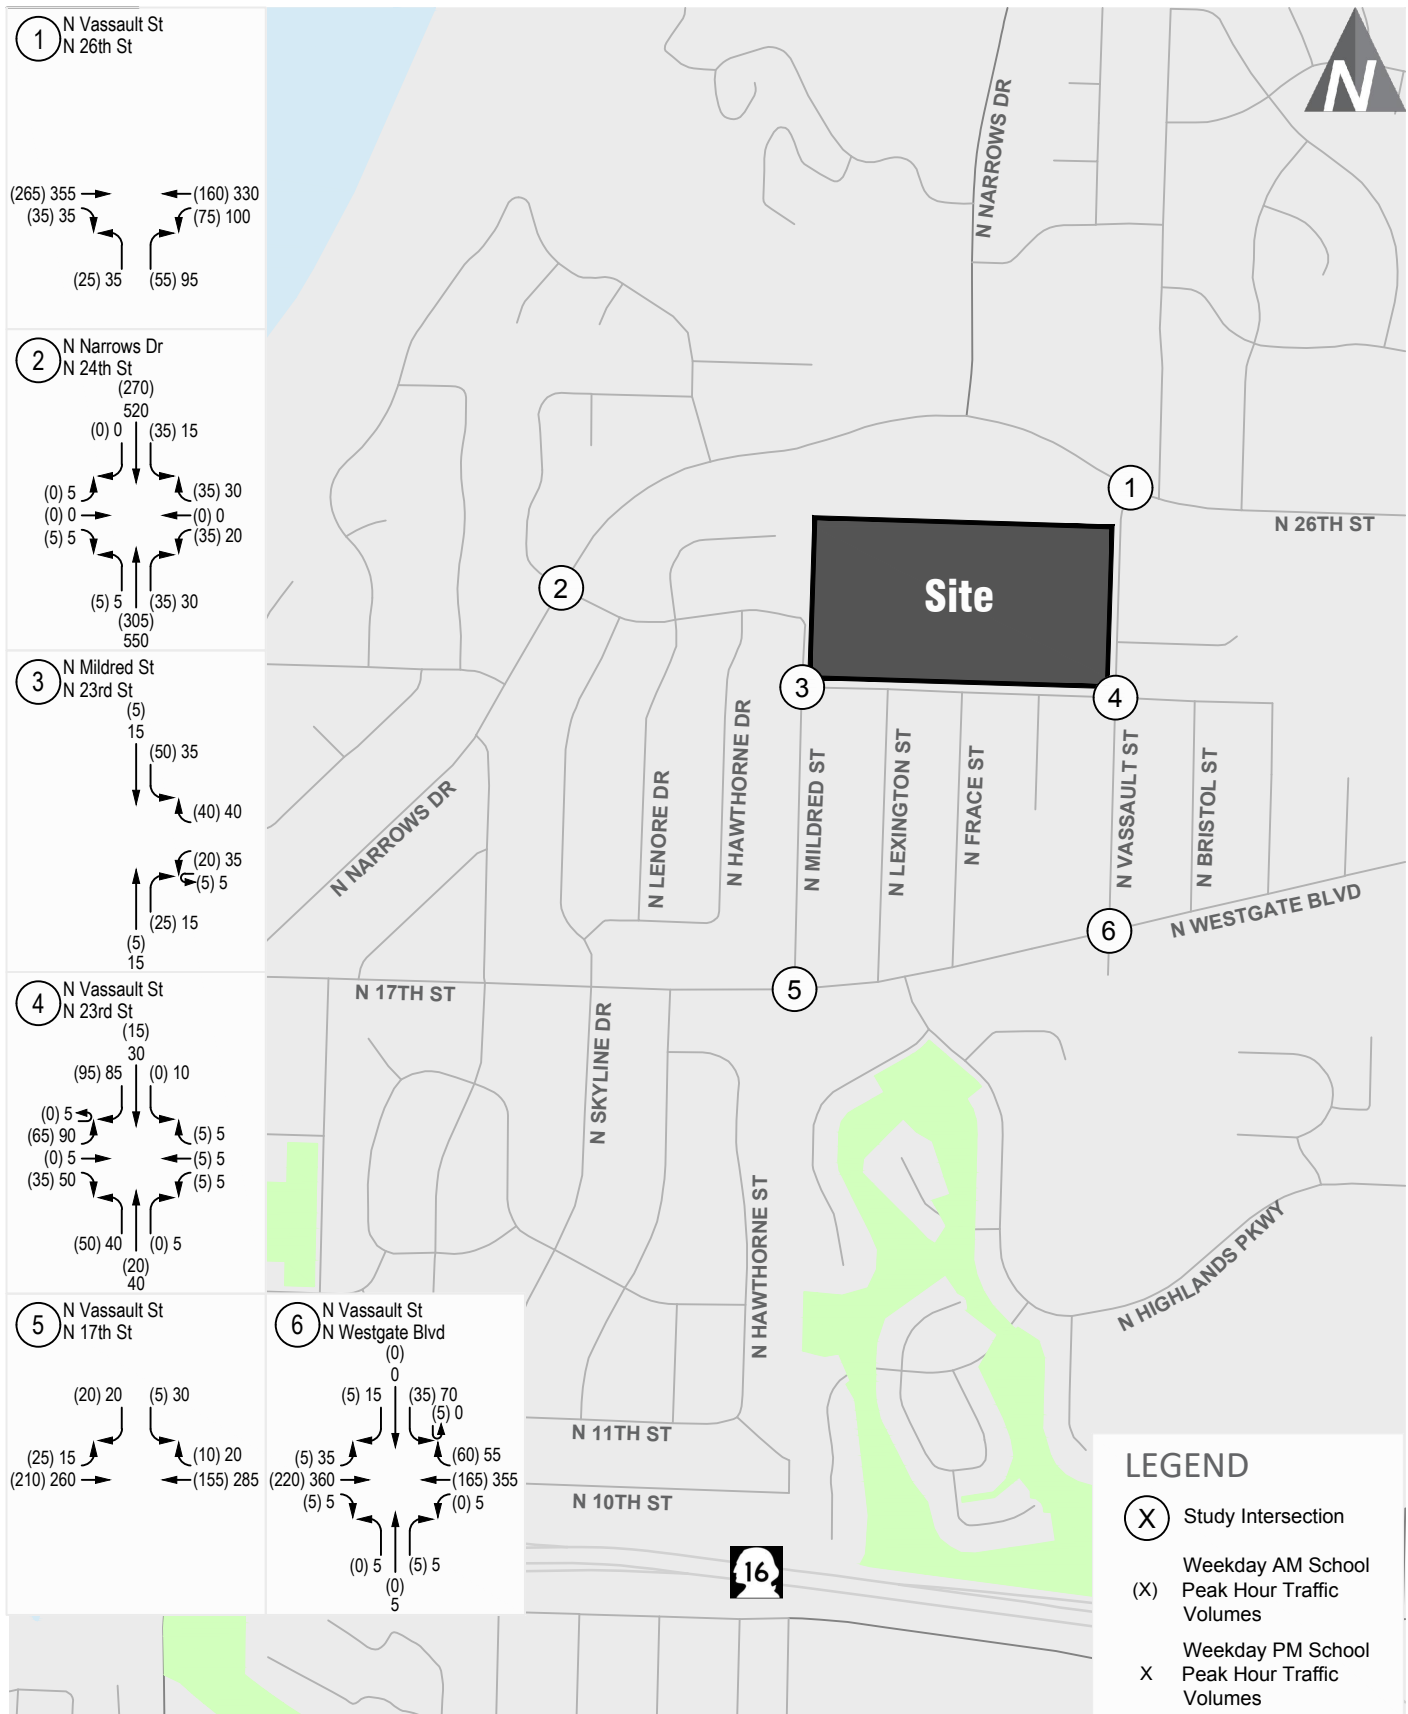 1
N Vassault St
N 26th St
(265) 355
(160) 330
(35) 35
(75) 100
(25) 35
(55) 95
2
N Narrows Dr
N 24th St
(270)
520
(0) 0
(35) 15
(0) 5
(35) 30
(0) 0
(0) 0
(5) 5
(35) 20
(5) 5
(35) 30
(305)
550
3
N Mildred St
N 23rd St
(5)
15
(50) 35
(40) 40
(20) 35
(5) 5
(25) 15
(5)
15
4
N Vassault St
N 23rd St
(15)
30
(95) 85
(0) 10
(0) 5
(65) 90
(5) 5
(0) 5
(5) 5
(35) 50
(5) 5
(50) 40
(0) 5
(20)
40
5
N Vassault St
N 17th St
(20) 20
(5) 30
(25) 15
(10) 20
(210) 260
(155) 285
6
N Vassault St
N Westgate Blvd
(0)
0
(5) 15
(35) 70
(5) 0
(5) 35
(60) 55
(220) 360
(165) 355
(5) 5
(0) 5
(0) 5
(5) 5
(0)
5
N
N NARROWS DR
1
N 26TH ST
2
Site
3
4
N NARROWS DR
N LENORE DR
N HAWTHORNE DR
N MILDRED ST
N LEXINGTON ST
N FRACE ST
N VASSAULT ST
N BRISTOL ST
N WESTGATE BLVD
6
5
N 17TH ST
N SKYLINE DR
N HAWTHORNE ST
N HIGHLANDS PKWY
N 11TH ST
N 10TH ST
16
LEGEND
X
Study Intersection
(X)
Weekday AM School
Peak Hour Traffic
Volumes
X
Weekday PM School
Peak Hour Traffic
Volumes